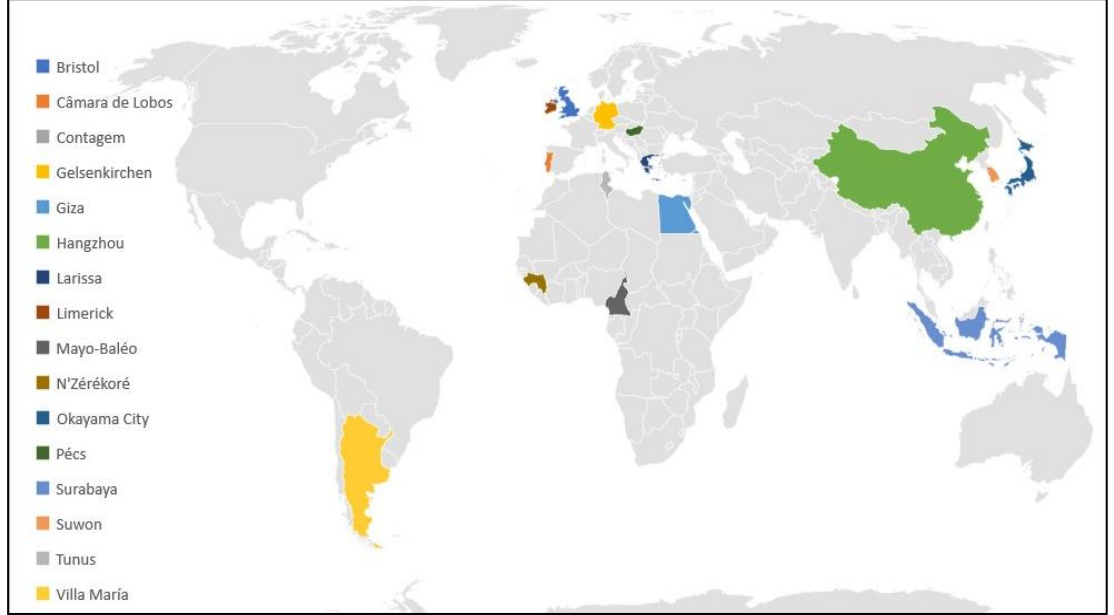 Bristol
Câmara de Lobos
Contagem
Gelsenkirchen
Giza
Hangzhou
Larissa
Limerick
Mayo-Baléo
N'Zérékoré
Okayama City
Pécs
Surabaya
Suwon
Tunus
Villa María